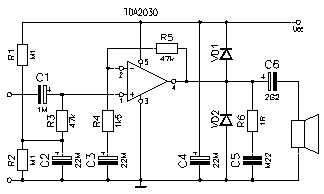 TDA2030
R5
47k
Vcc
R1
M1
5
2
4
1
3
VD1
C6
2G2
C1
1M
R3
47k
R4
1k5
VD2
R6
1R
R2
M1
C2
22M
C3
22M
C4
22M
C5
M22